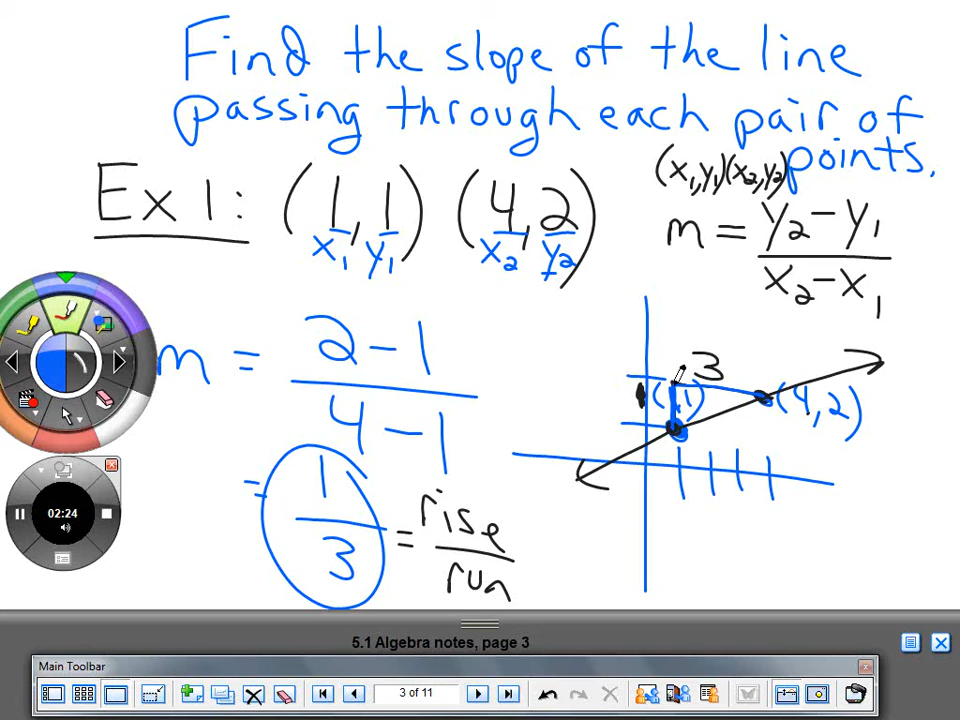 Find the slope of the line
passing through each pair of
points.
(x₁,y₁)(x₂,y₂)
Ex 1: (1,1) (4,2)
x₁ y₁ x₂ y₂
m = y₂-y₁
x₂-x₁
m = 2-1
4-1
= 1
3
= rise
run
3
(1,1)
(4,2)
02:24
5.1 Algebra notes, page 3
Main Toolbar
3 of 11